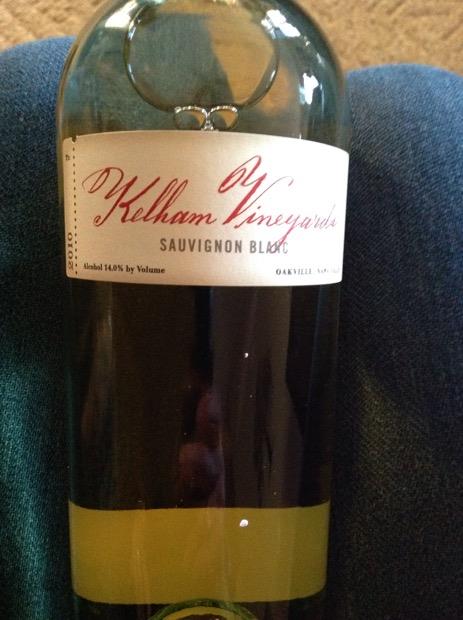 Kelham Vineyards
SAUVIGNON BLANC
2010
Alcohol 14.0% by Volume
OAKVILLE